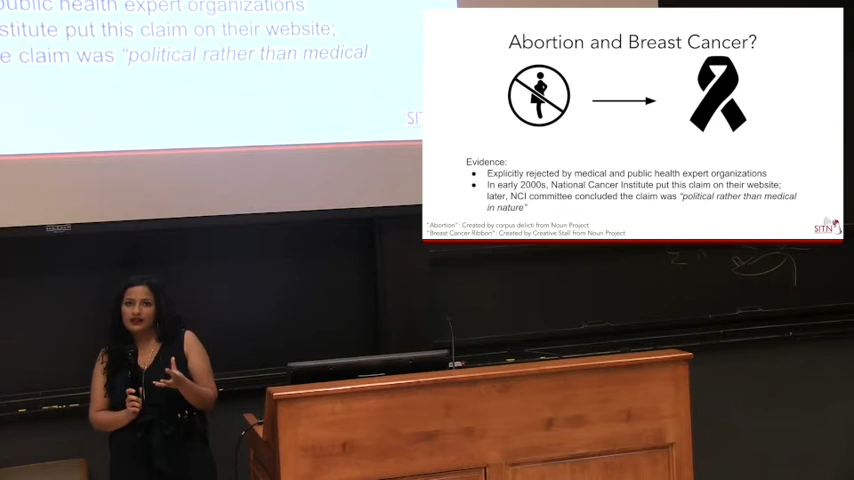 public health expert organizations
stitute put this claim on their website;
e claim was "political rather than medical
SIT
Abortion and Breast Cancer?
Evidence:
● Explicitly rejected by medical and public health expert organizations
● In early 2000s, National Cancer Institute put this claim on their website;
later, NCI committee concluded the claim was "political rather than medical
in nature"
"Abortion": Created by corpus delicti from Noun Project
"Breast Cancer Ribbon": Created by Creative Stall from Noun Project
SITN